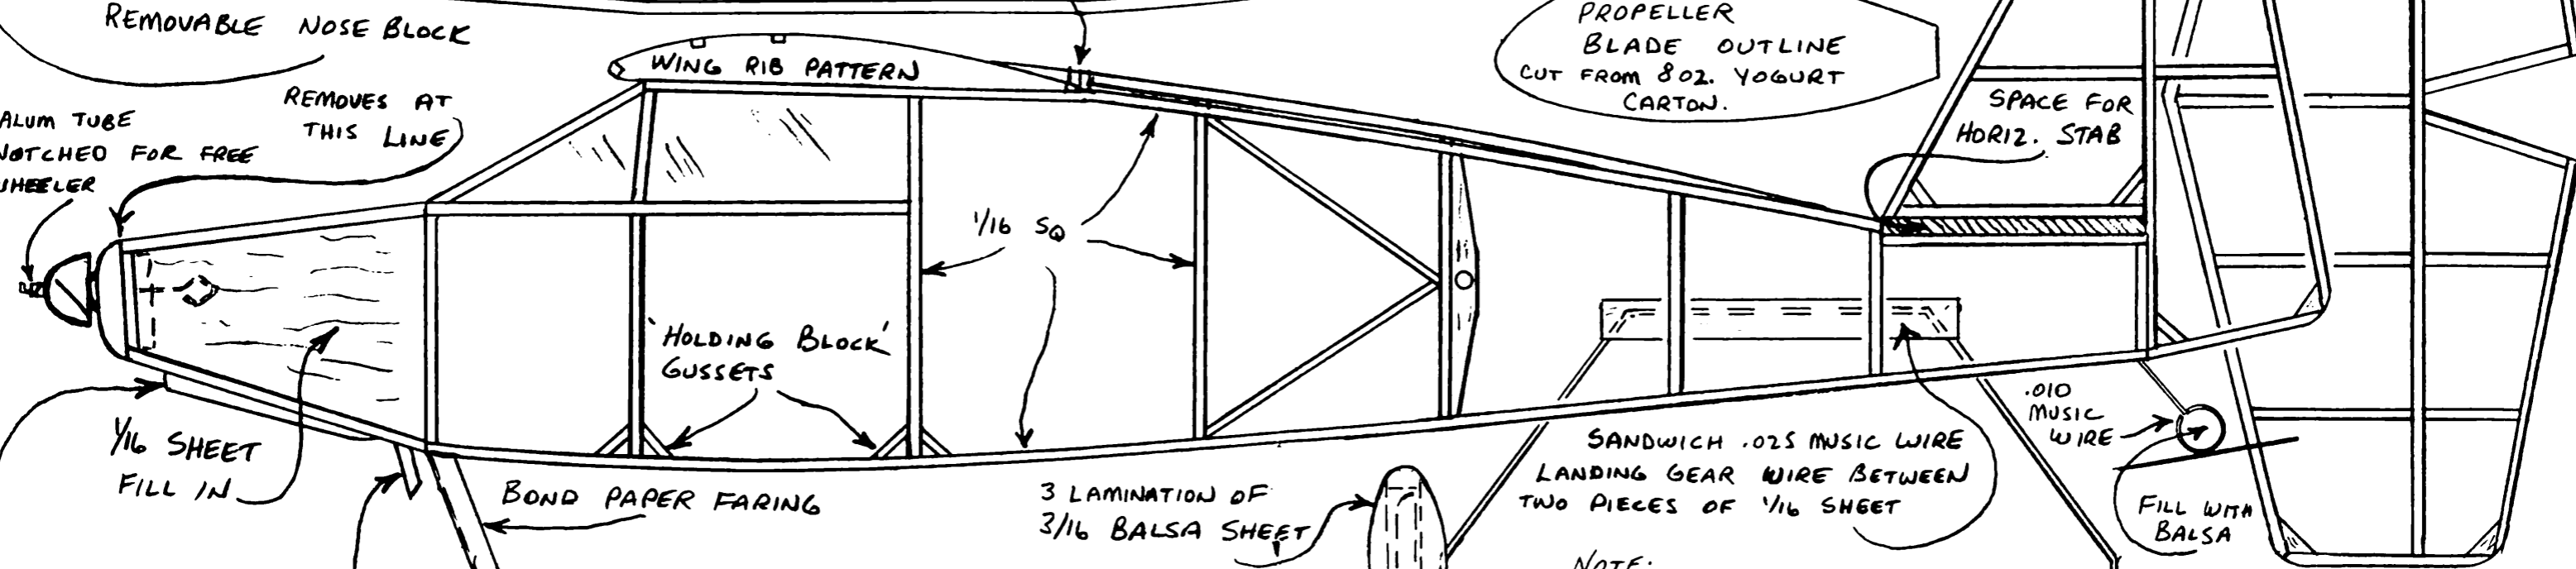 REMOVABLE NOSE BLOCK
ALUM TUBE
NOTCHED FOR FREE
WHEELER
REMOVES AT
THIS LINE
WING RIB PATTERN
PROPELLER
BLADE OUTLINE
CUT FROM 8 OZ. YOGURT
CARTON.
SPACE FOR
HORIZ. STAB
1/16 SQ
'HOLDING BLOCK'
GUSSETS
1/16 SHEET
FILL IN
BOND PAPER FARING
3 LAMINATION OF
3/16 BALSA SHEET
SANDWICH .025 MUSIC WIRE
LANDING GEAR WIRE BETWEEN
TWO PIECES OF 1/16 SHEET
.010
MUSIC
WIRE
FILL WITH
BALSA
NOTE: